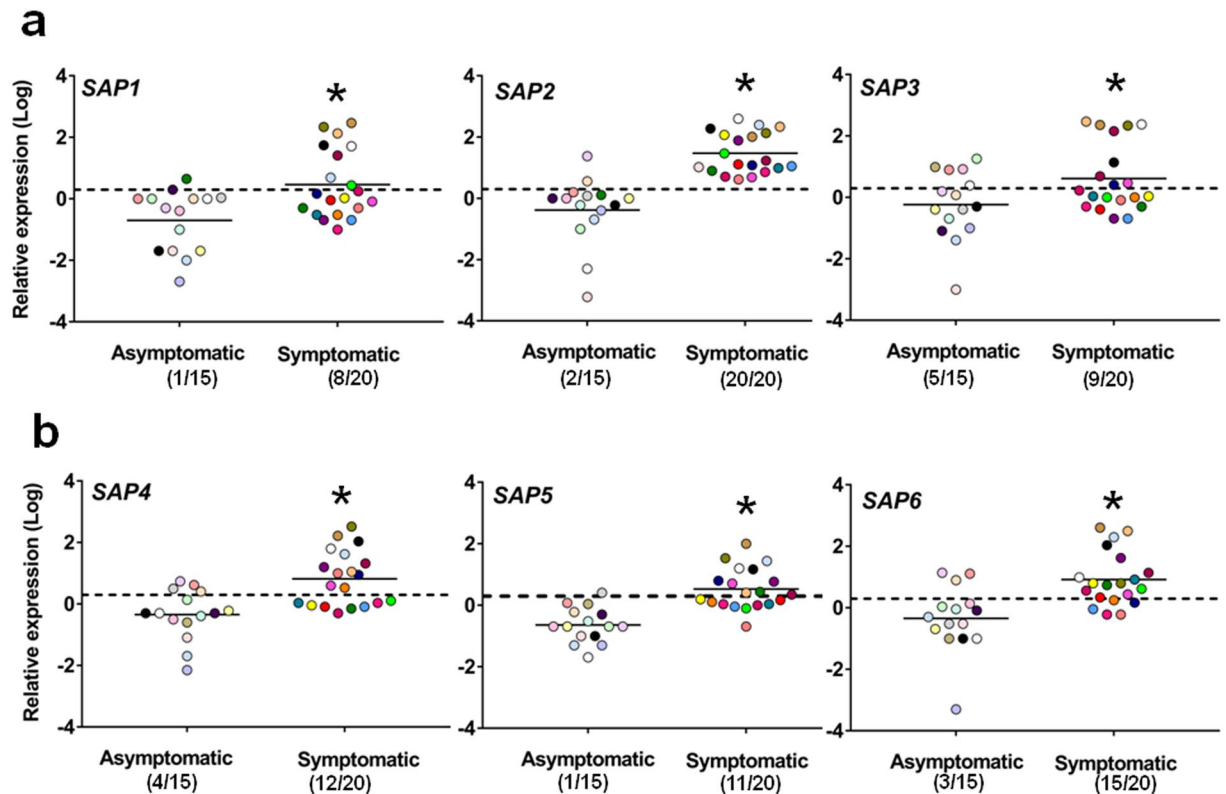 a
SAP1 SAP2 SAP3
Relative expression (Log)
4 4 4
* * *
2 2 2
0 0 0
-2 -2 -2
-4 -4 -4
Asymptomatic Symptomatic Asymptomatic Symptomatic Asymptomatic Symptomatic
(1/15) (8/20) (2/15) (20/20) (5/15) (9/20)
b
SAP4 SAP5 SAP6
Relative expression (Log)
4 4 4
* * *
2 2 2
0 0 0
-2 -2 -2
-4 -4 -4
Asymptomatic Symptomatic Asymptomatic Symptomatic Asymptomatic Symptomatic
(4/15) (12/20) (1/15) (11/20) (3/15) (15/20)